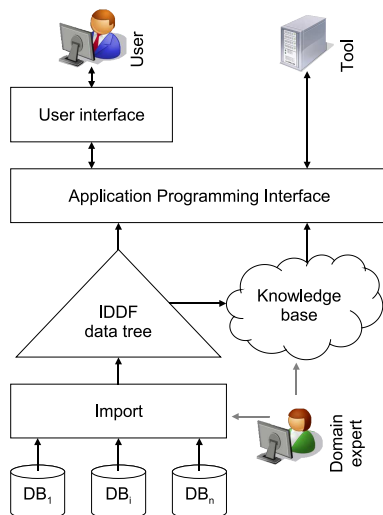 User
Tool
User interface
Application Programming Interface
IDDF
data tree
Knowledge
base
Import
Domain
expert
DB₁
DBᵢ
DBₙ